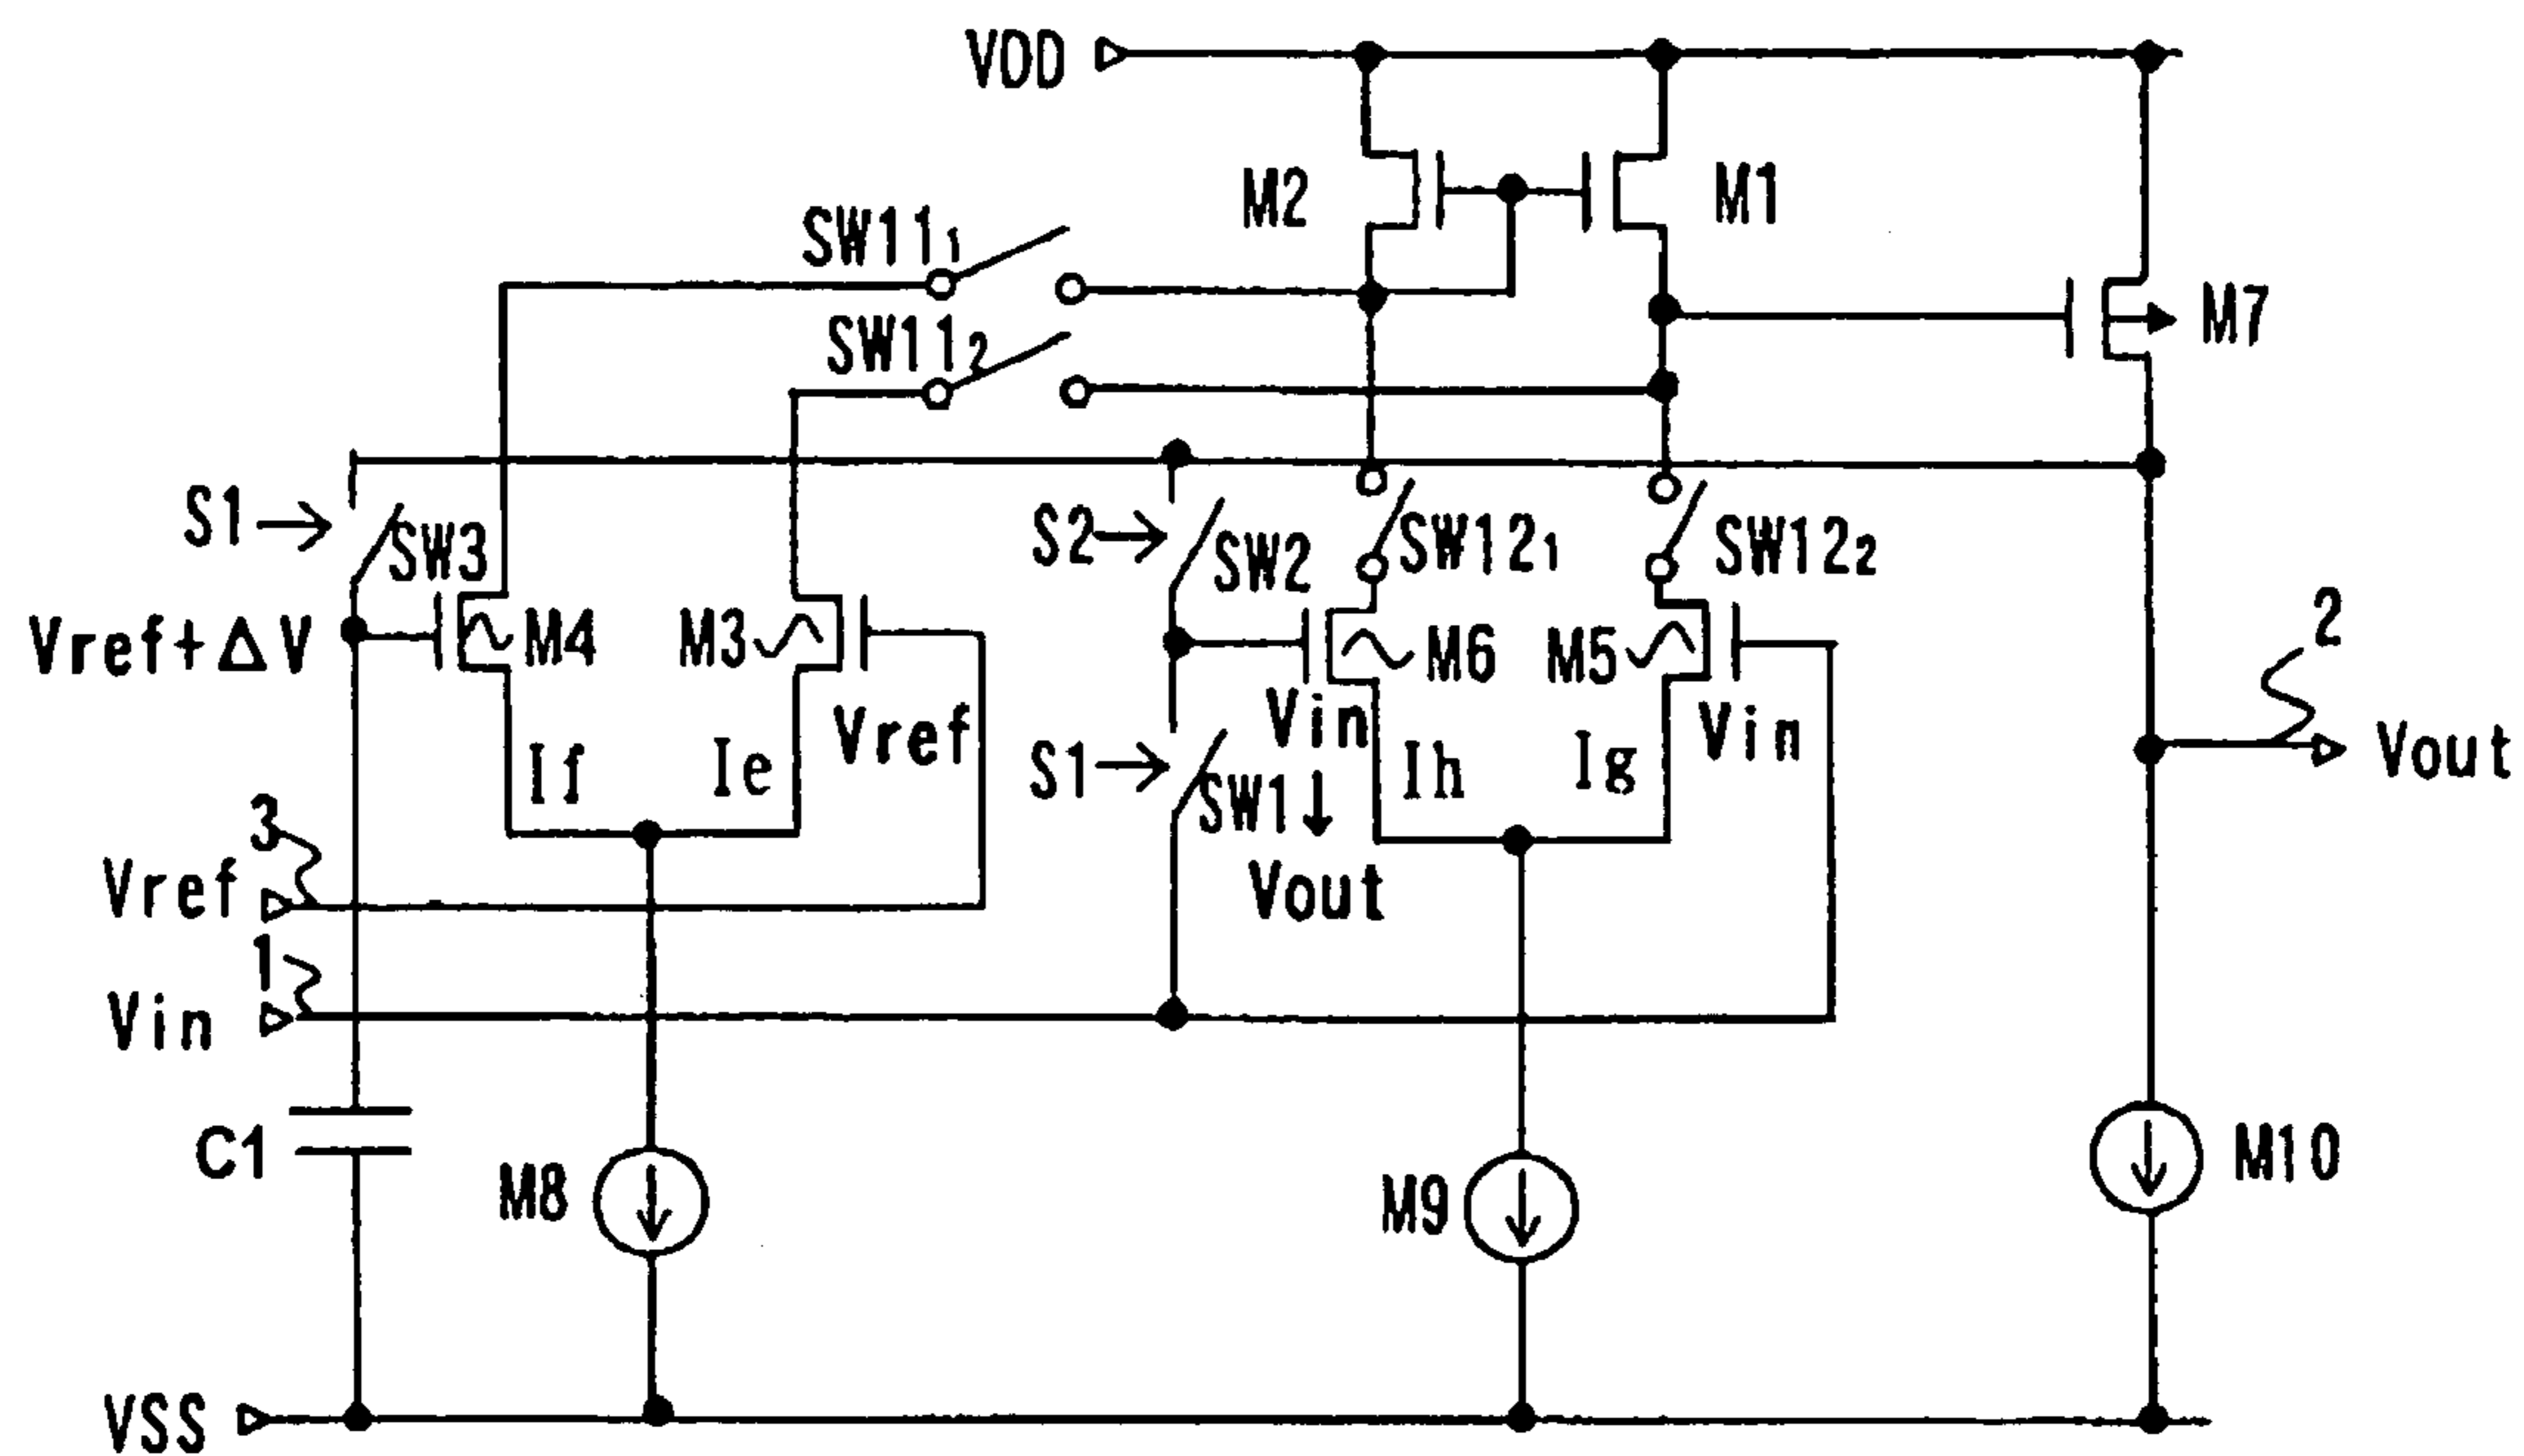 VDD
M2
M1
SW11₁
SW11₂
M7
S1
SW3
S2
SW2
SW12₁
SW12₂
Vref+ΔV
M4
M3
M6
M5
2
Vref
Vin
Vin
Vout
If
Ie
S1
SW1
Ih
Ig
3
Vref
Vout
1
Vin
C1
M8
M9
M10
VSS